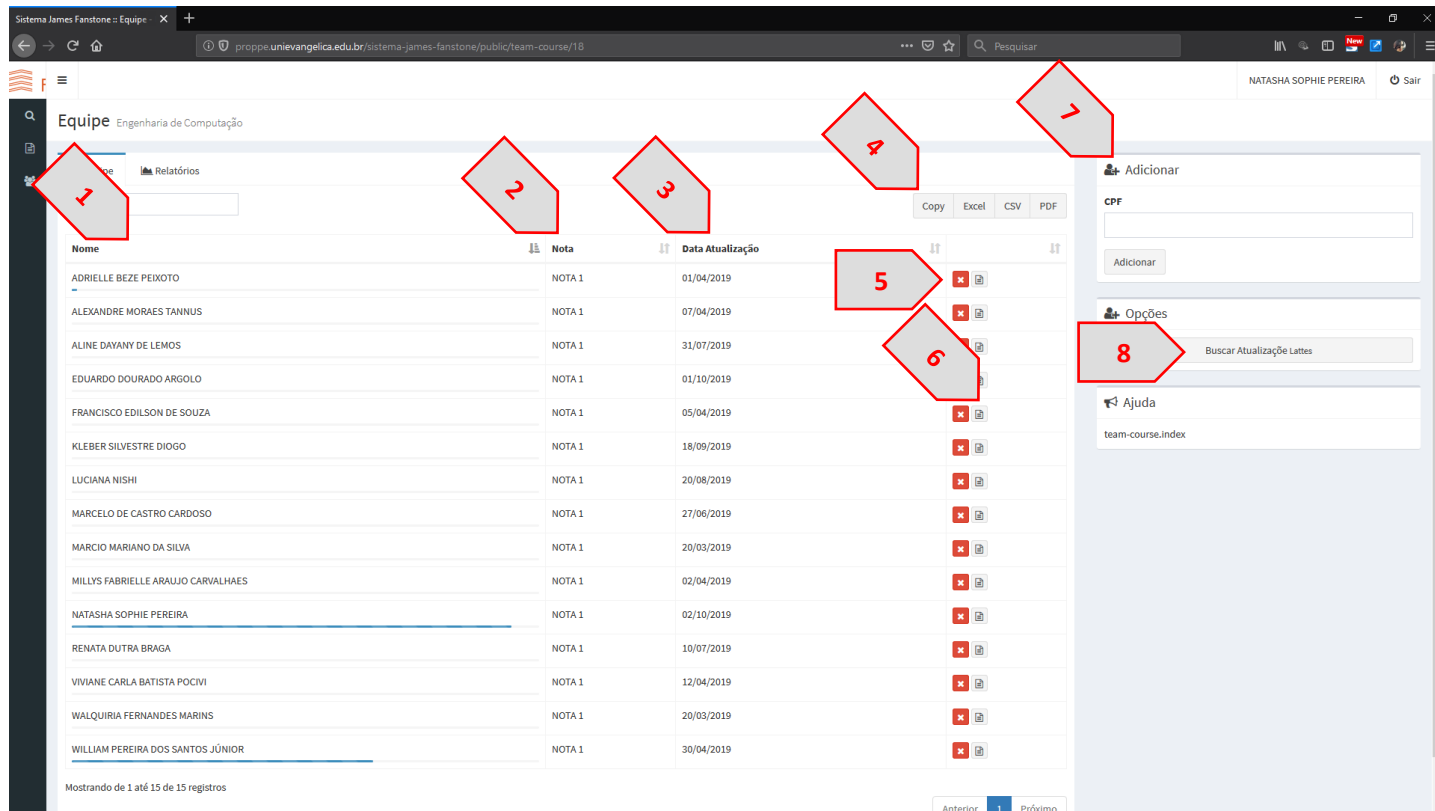 Sistema James Fanstone :: Equipe -
proppe.unievangelica.edu.br/sistema-james-fanstone/public/team-course/18
Pesquisar
New
NATASHA SOPHIE PEREIRA
Sair
Equipe Engenharia de Computação
Relatórios
1
2
3
4
7
Copy Excel CSV PDF
Nome Nota Data Atualização
ADRIELLE BEZE PEIXOTO NOTA 1 01/04/2019
5
ALEXANDRE MORAES TANNUS NOTA 1 07/04/2019
ALINE DAYANY DE LEMOS NOTA 1 31/07/2019
6
EDUARDO DOURADO ARGOLO NOTA 1 01/10/2019
FRANCISCO EDILSON DE SOUZA NOTA 1 05/04/2019
KLEBER SILVESTRE DIOGO NOTA 1 18/09/2019
LUCIANA NISHI NOTA 1 20/08/2019
MARCELO DE CASTRO CARDOSO NOTA 1 27/06/2019
MARCIO MARIANO DA SILVA NOTA 1 20/03/2019
MILLYS FABRIELLE ARAUJO CARVALHAES NOTA 1 02/04/2019
NATASHA SOPHIE PEREIRA NOTA 1 02/10/2019
RENATA DUTRA BRAGA NOTA 1 10/07/2019
VIVIANE CARLA BATISTA POCIVI NOTA 1 12/04/2019
WALQUIRIA FERNANDES MARINS NOTA 1 20/03/2019
WILLIAM PEREIRA DOS SANTOS JÚNIOR NOTA 1 30/04/2019
Mostrando de 1 até 15 de 15 registros
Anterior 1 Próximo
Adicionar
CPF
Adicionar
Opções
8
Buscar Atualizaçõe Lattes
Ajuda
team-course.index